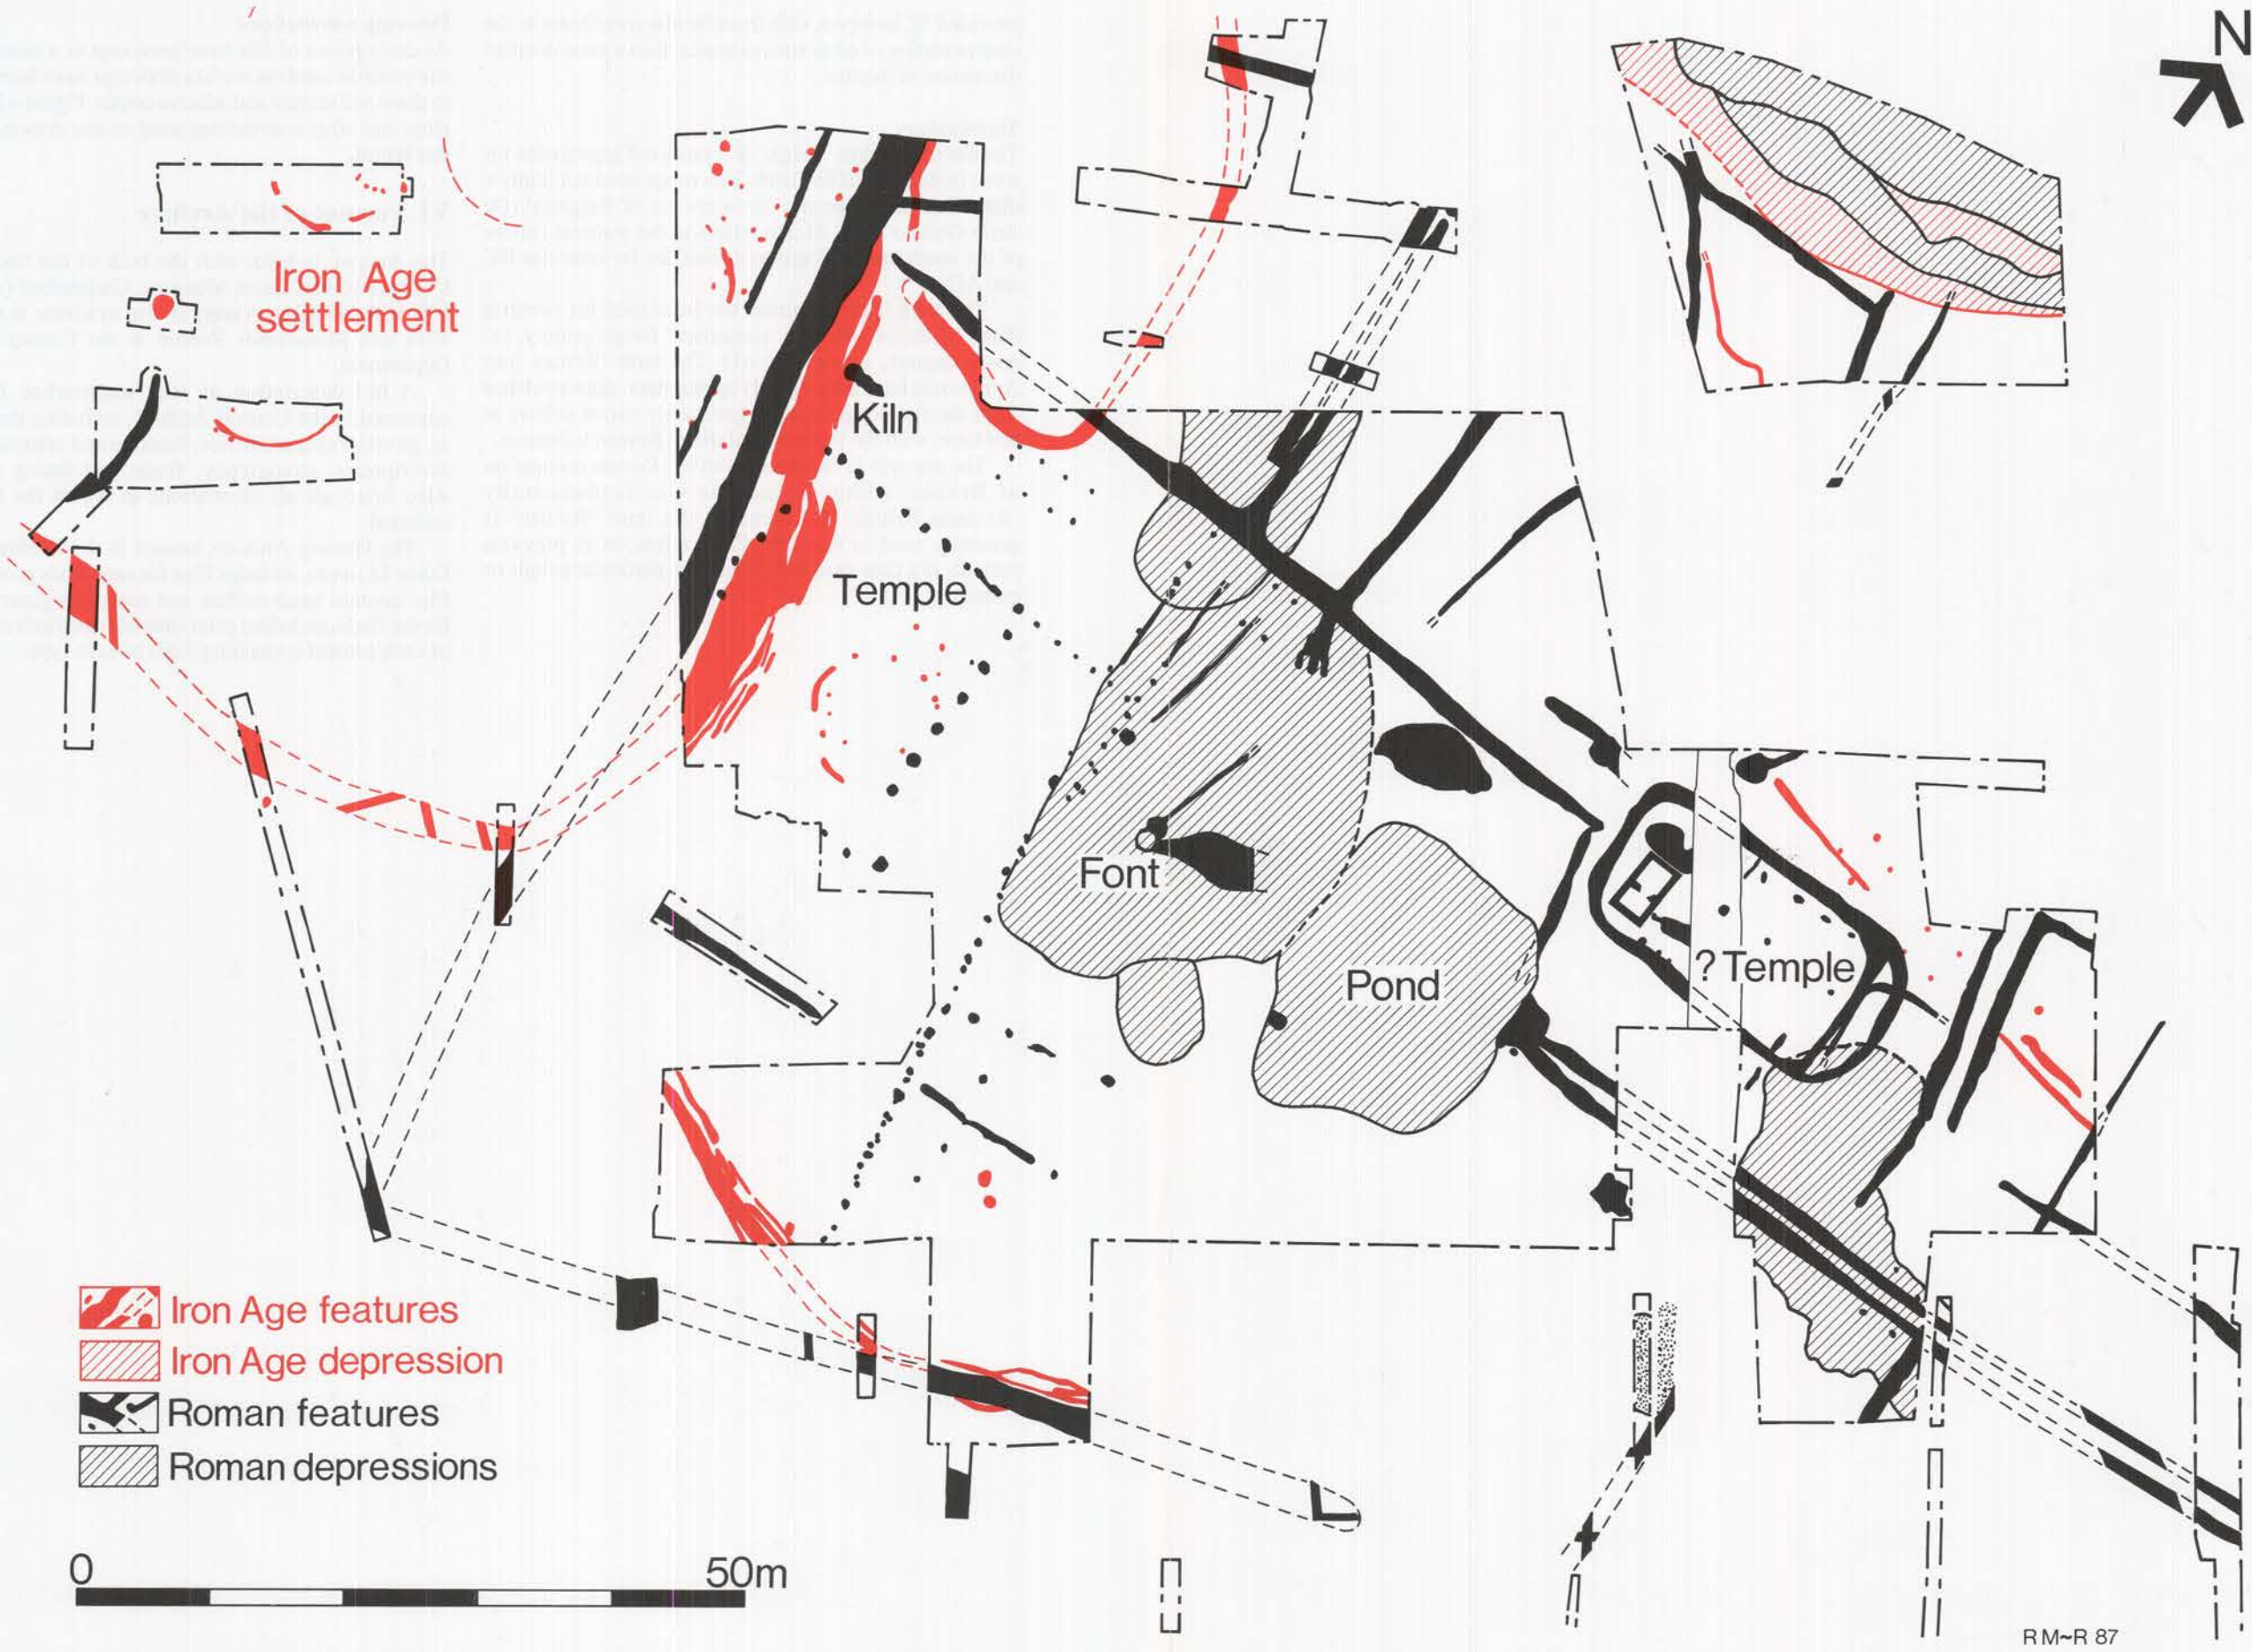 N
Iron Age
settlement
Kiln
Temple
Font
Pond
? Temple
Iron Age features
Iron Age depression
Roman features
Roman depressions
0 50m
RM~R 87